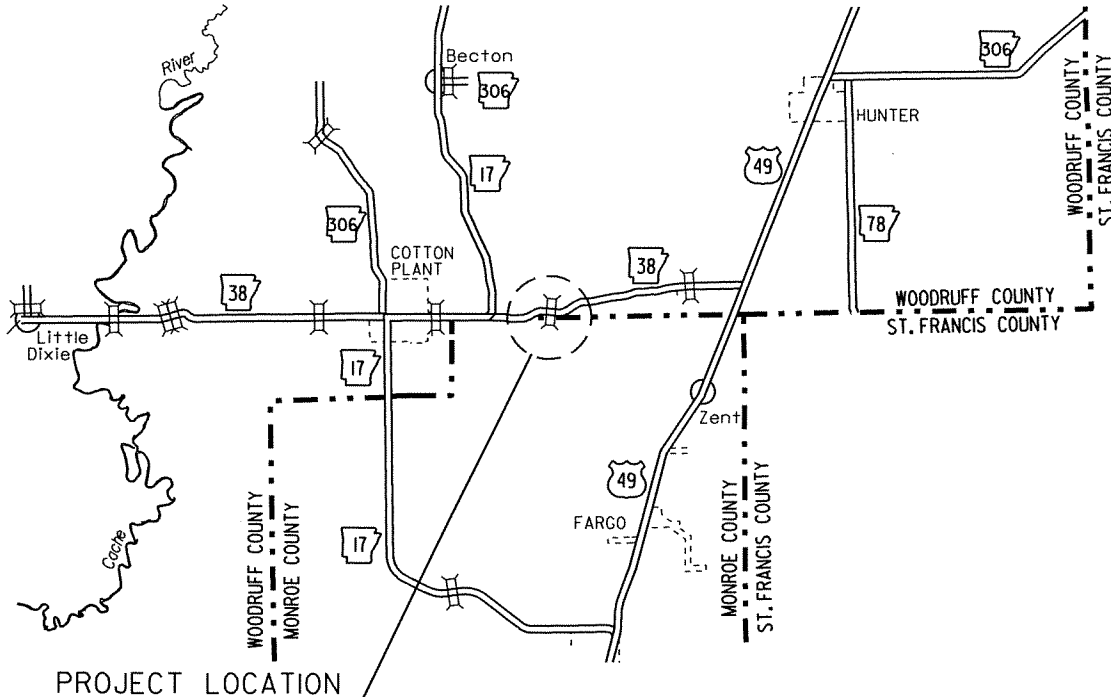 River
Becton
306
306
HUNTER
WOODRUFF COUNTY
ST. FRANCIS COUNTY
49
17
78
306
COTTON
PLANT
38
38
WOODRUFF COUNTY
ST. FRANCIS COUNTY
Little
Dixie
17
Zent
49
FARGO
WOODRUFF COUNTY
MONROE COUNTY
17
MONROE COUNTY
ST. FRANCIS COUNTY
Cache
PROJECT LOCATION